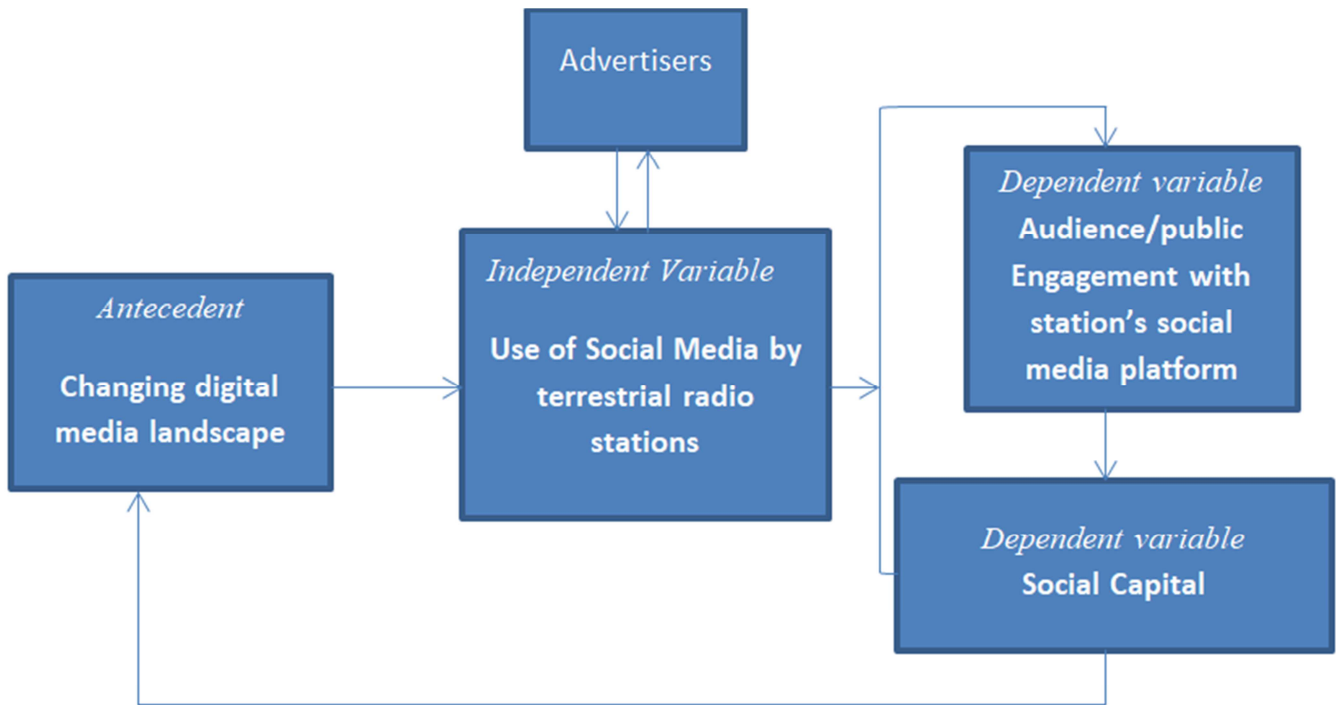 Advertisers
Antecedent
Changing digital
media landscape
Independent Variable
Use of Social Media by
terrestrial radio
stations
Dependent variable
Audience/public
Engagement with
station’s social
media platform
Dependent variable
Social Capital